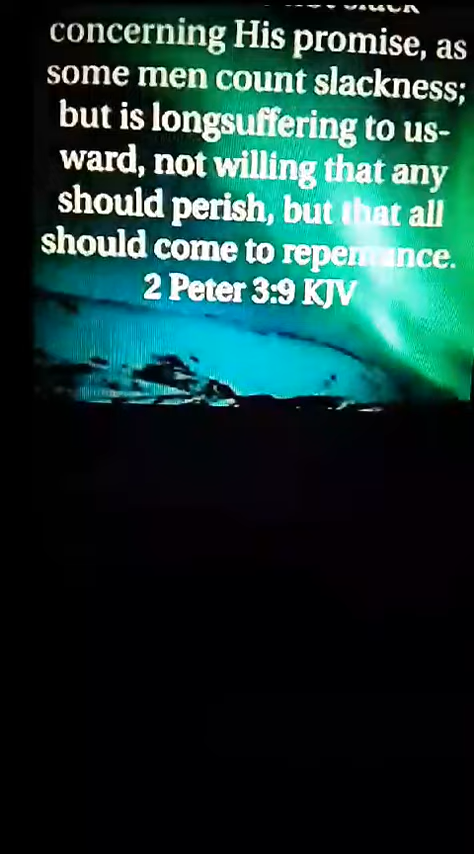 slack
concerning His promise, as
some men count slackness;
but is longsuffering to us-
ward, not willing that any
should perish, but that all
should come to repentance.
2 Peter 3:9 KJV